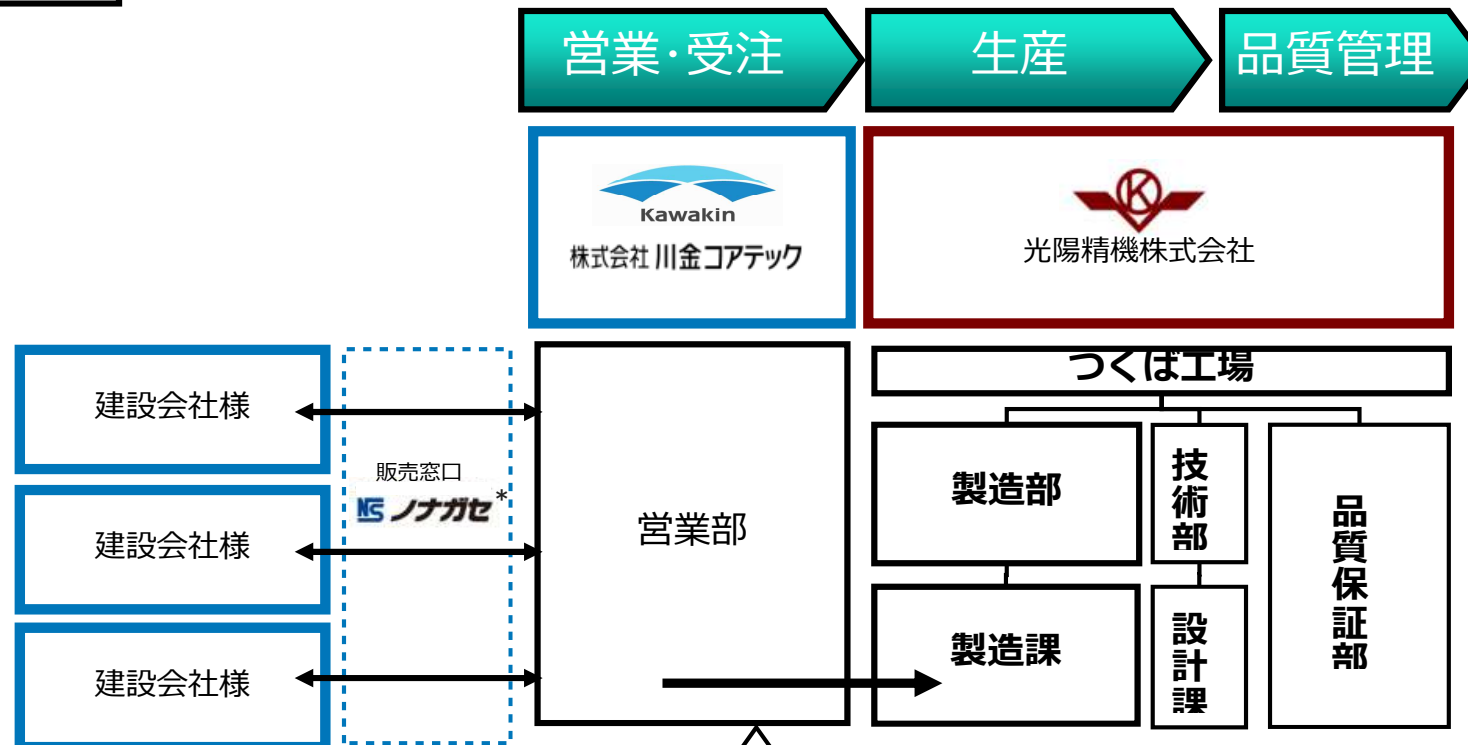 営業・受注
生産
品質管理
Kawakin
株式会社 川金コアテック
K
光陽精機株式会社
建設会社様
建設会社様
建設会社様
販売窓口
NCS ノナガセ*
営業部
つくば工場
製造部
製造課
技術部
設計課
品質保証部